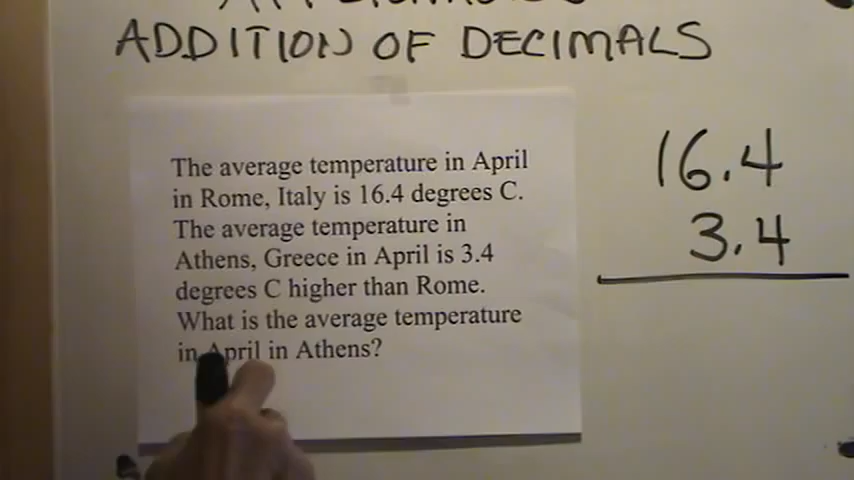 ADDITION OF DECIMALS
The average temperature in April
in Rome, Italy is 16.4 degrees C.
The average temperature in
Athens, Greece in April is 3.4
degrees C higher than Rome.
What is the average temperature
in April in Athens?
16.4
3.4